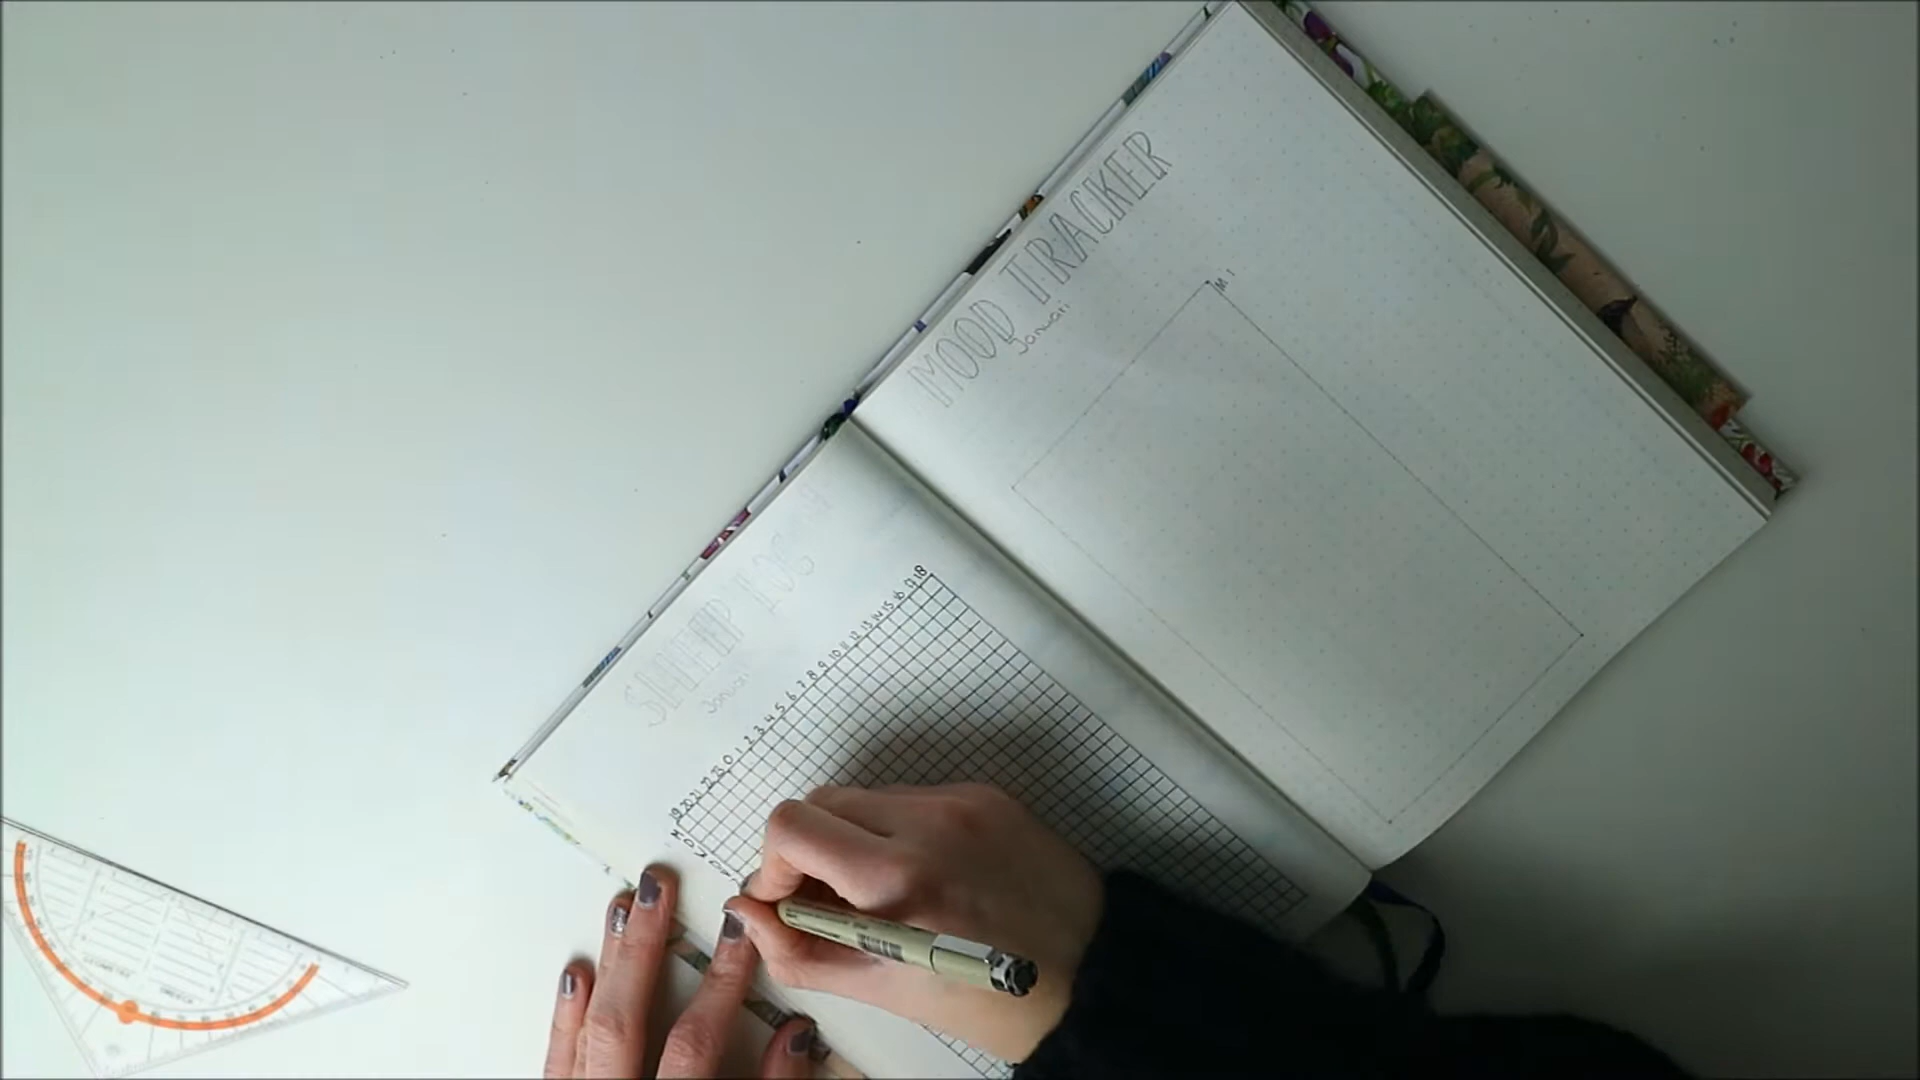 SLEEP LOG
Januari
19 20 21 22 23 0 1 2 3 4 5 6 7 8 9 10 11 12 13 14 15 16 17 18
M
D
W
D
MOOD TRACKER
Januari
M 1